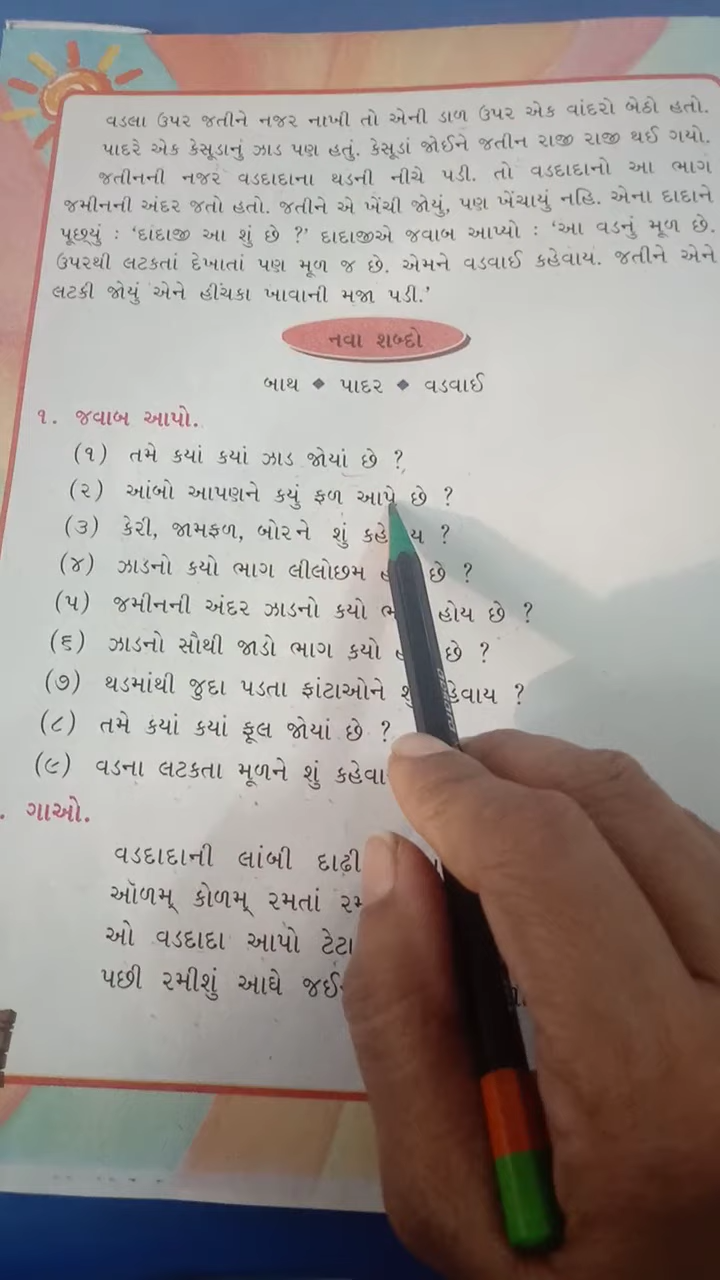 વડલા ઉપર જતીને નજર નાખી તો એની ડાળ ઉપર એક વાંદરો બેઠો હતો.
પાદરે એક કેસૂડાનું ઝાડ પણ હતું. કેસૂડાં જોઈને જતીન રાજી રાજી થઈ ગયો.
જતીનની નજર વડદાદાના થડની નીચે પડી. તો વડદાદાનો આ ભાગ
જમીનની અંદર જતો હતો. જતીને એ ખેંચી જોયું, પણ ખેંચાયું નહિ. એના દાદાને
પૂછ્યું : ‘દાદાજી આ શું છે ?’ દાદાજીએ જવાબ આપ્યો : ‘આ વડનું મૂળ છે.
ઉપરથી લટકતાં દેખાતાં પણ મૂળ જ છે. એમને વડવાઈ કહેવાય. જતીને એને
લટકી જોયું એને હીંચકા ખાવાની મજા પડી.’
નવા શબ્દો
બાથ ◆ પાદર ◆ વડવાઈ
૧. જવાબ આપો.
(૧) તમે કયાં કયાં ઝાડ જોયાં છે ?
(૨) આંબો આપણને કયું ફળ આપે છે ?
(૩) કેરી, જામફળ, બોરને શું કહે ય ?
(૪) ઝાડનો કયો ભાગ લીલોછમ છે ?
(૫) જમીનની અંદર ઝાડનો કયો હોય છે ?
(૬) ઝાડનો સૌથી જાડો ભાગ કયો છે ?
(૭) થડમાંથી જુદા પડતા ફાંટાઓને શું કહેવાય ?
(૮) તમે કયાં કયાં ફૂલ જોયાં છે ?
(૯) વડના લટકતા મૂળને શું કહેવા
. ગાઓ.
વડદાદાની લાંબી દાઢી
ઑળમ્ કોળમ્ રમતાં
ઓ વડદાદા આપો ટેટા
પછી રમીશું આઘે